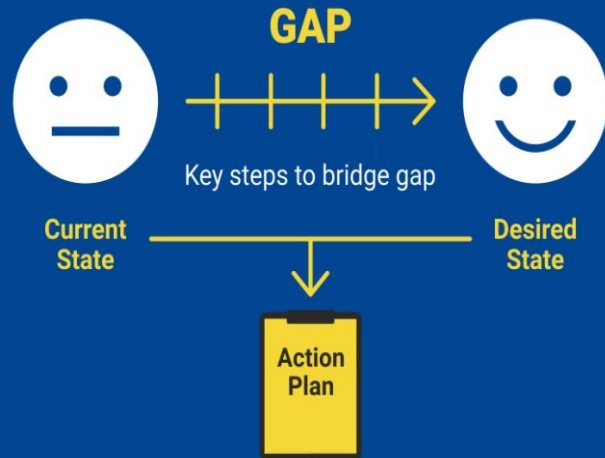 GAP
Key steps to bridge gap
Current
State
Desired
State
Action
Plan